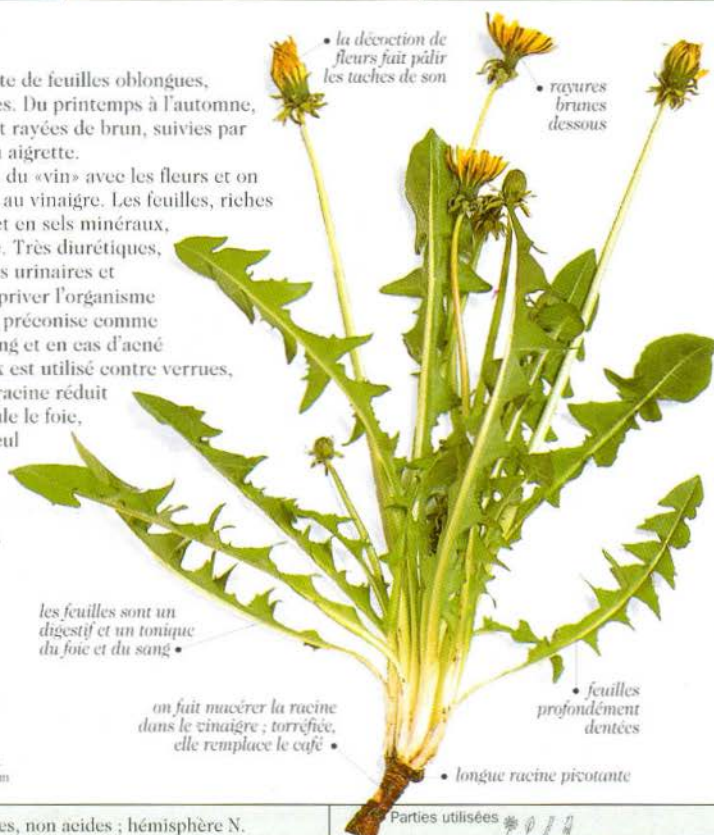 la décoction de
fleurs fait pâlir
les taches de son
rayures
brunes
dessous
te de feuilles oblongues,
es. Du printemps à l'automne,
t rayées de brun, suivies par
aigrette.
du «vin» avec les fleurs et on
au vinaigre. Les feuilles, riches
et en sels minéraux,
. Très diurétiques,
s urinaires et
priver l'organisme
préconise comme
ng et en cas d'acné
x est utilisé contre verrues,
racine réduit
le le foie,
eul
les feuilles sont un
digestif et un tonique
du foie et du sang
on fait macérer la racine
dans le vinaigre ; torréfiée,
elle remplace le café
feuilles
profondément
dentées
longue racine pivotante
es, non acides ; hémisphère N.
Parties utilisées